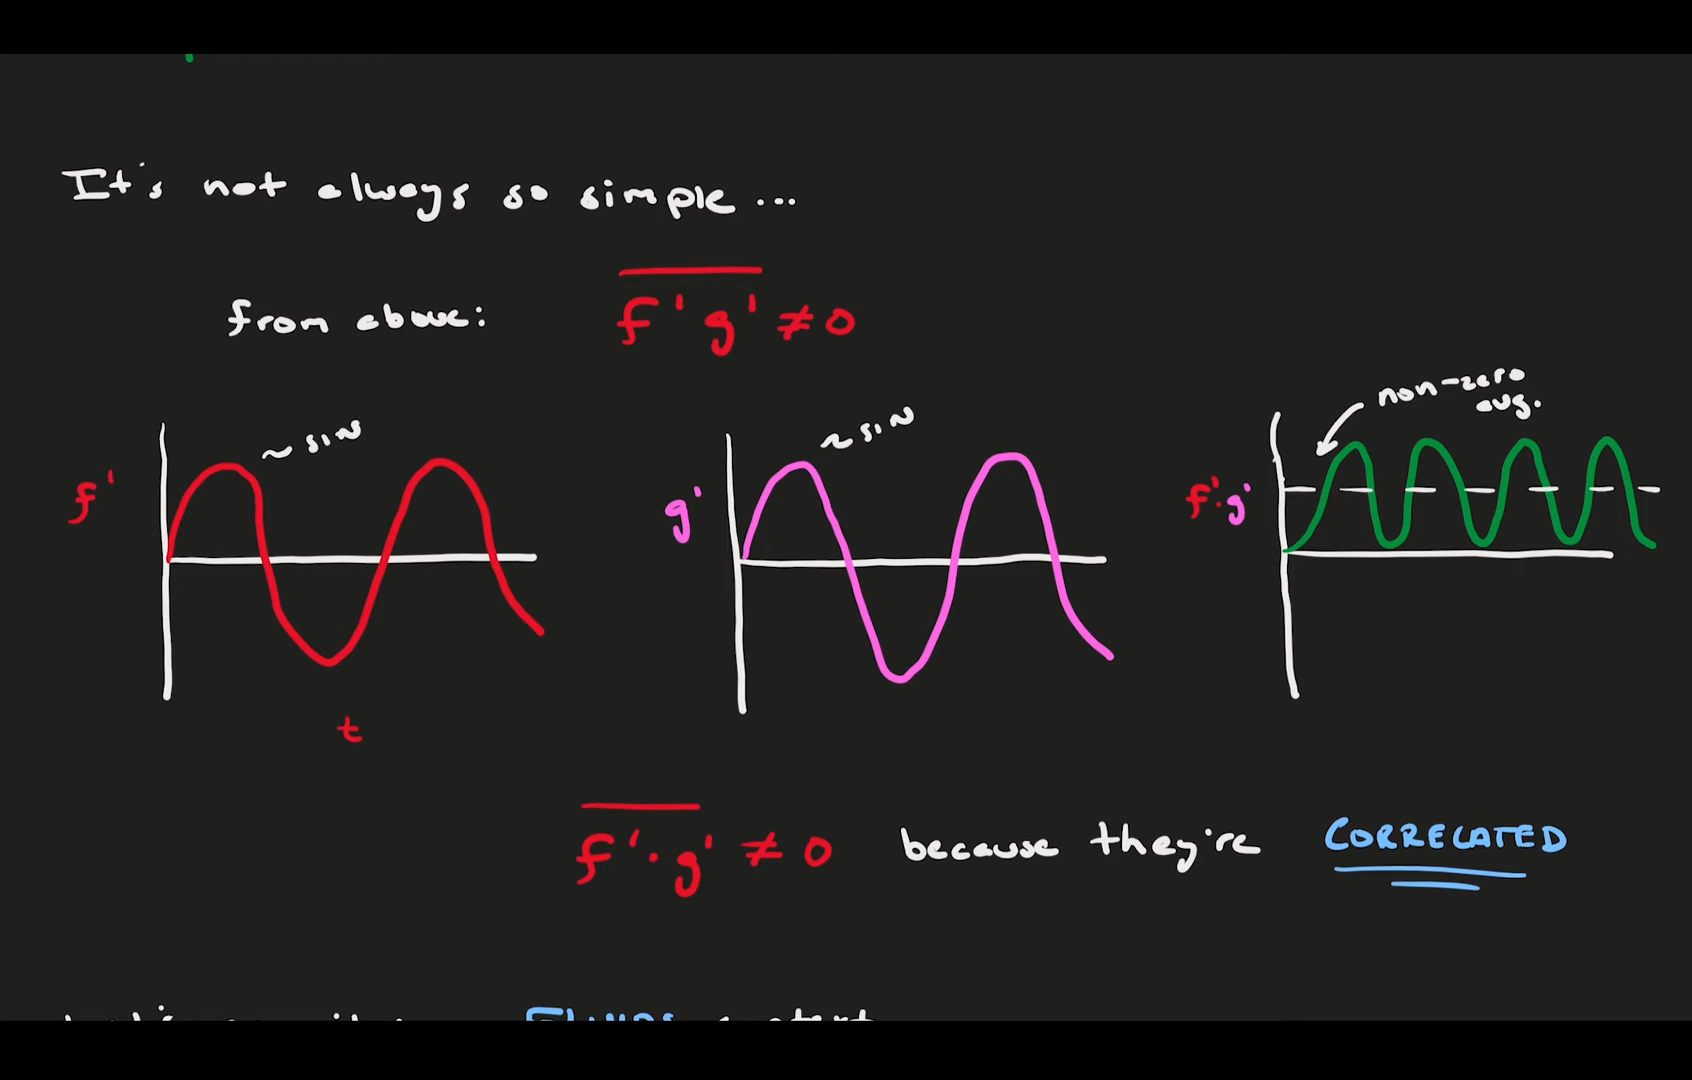 It's not always so simple...
from above: f'g' ≠ 0
non-zero
avg.
~ sin
~ sin
f'
g'
f'·g'
t
f'·g' ≠ 0 because they're CORRELATED